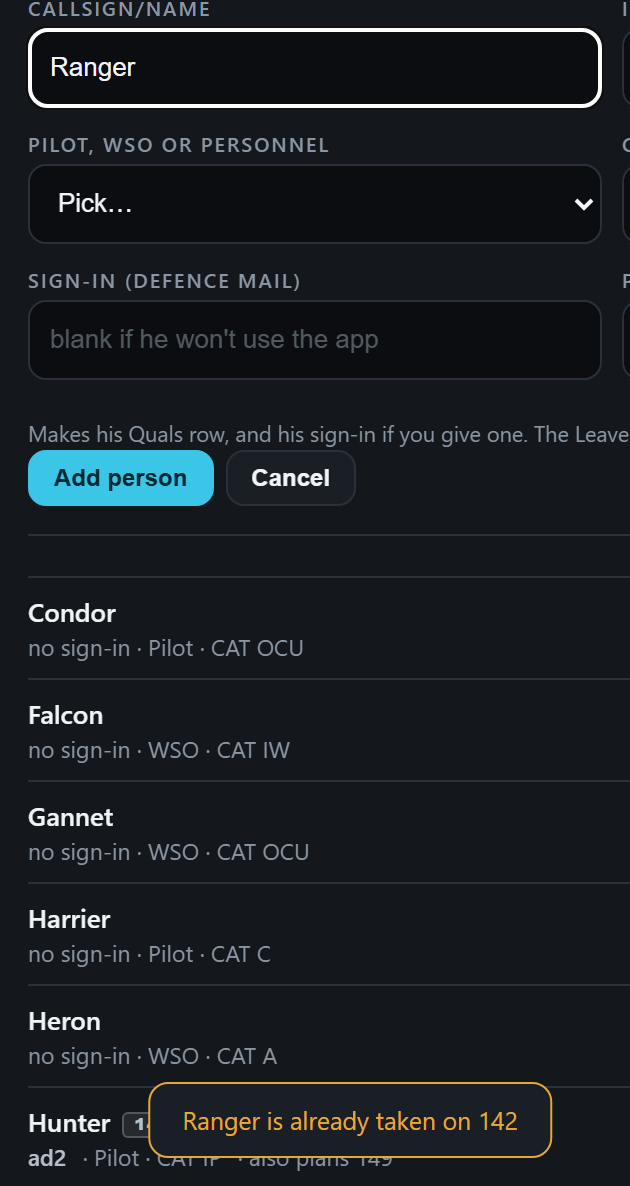 CALLSIGN/NAME
Ranger
PILOT, WSO OR PERSONNEL
Pick...
SIGN-IN (DEFENCE MAIL)
blank if he won't use the app
Makes his Quals row, and his sign-in if you give one. The Leave
Add person
Cancel
Condor
no sign-in · Pilot · CAT OCU
Falcon
no sign-in · WSO · CAT IW
Gannet
no sign-in · WSO · CAT OCU
Harrier
no sign-in · Pilot · CAT C
Heron
no sign-in · WSO · CAT A
Hunter
Ranger is already taken on 142
ad2 · Pilot · CAT IP · also plans 149